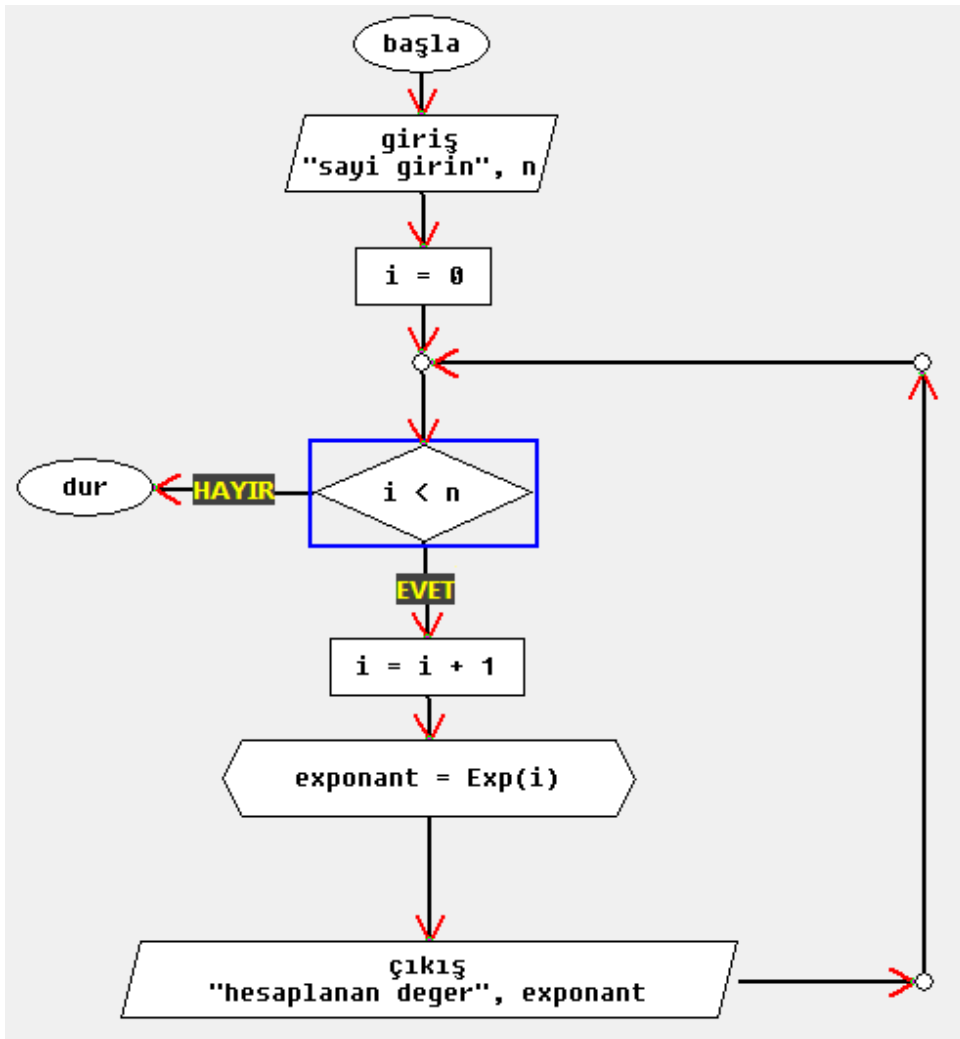 başla
giriş
"sayi girin", n
i = 0
i < n
HAYIR
dur
EVET
i = i + 1
exponant = Exp(i)
çıkış
"hesaplanan deger", exponant